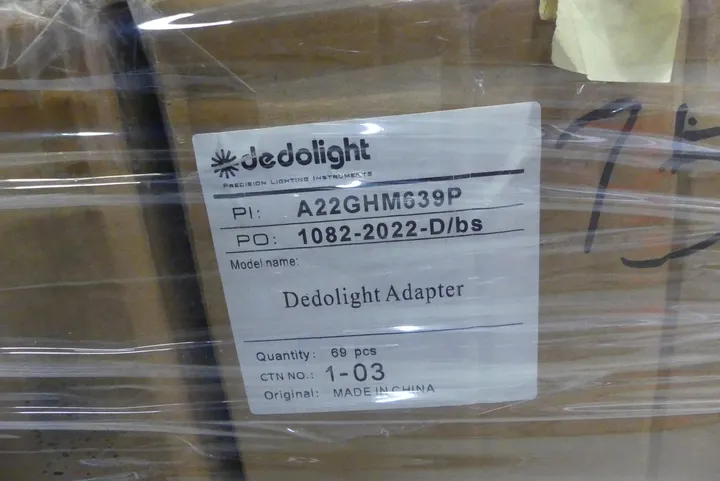 dedolight
PRECISION LIGHTING INSTRUMENTS
PI: A22GHM639P
PO: 1082-2022-D/bs
Model name:
Dedolight Adapter
Quantity: 69 pcs
CTN NO.: 1-03
Original: MADE IN CHINA